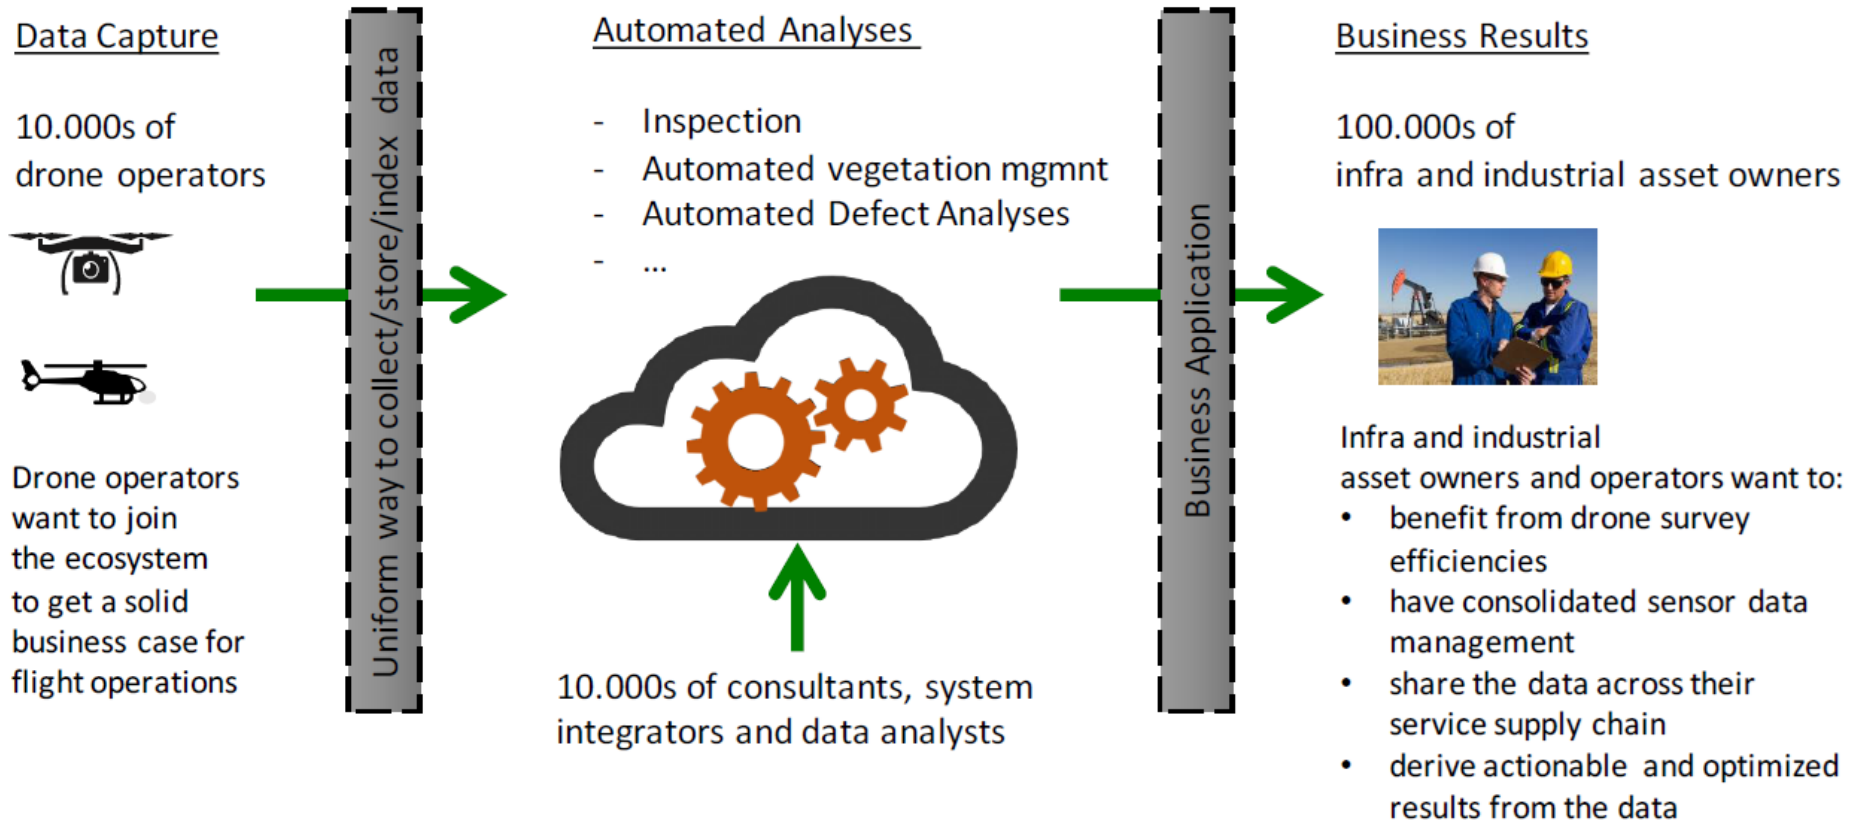 Data Capture
10.000s of
drone operators
Drone operators
want to join
the ecosystem
to get a solid
business case for
flight operations
Uniform way to collect/store/index data
Automated Analyses
- Inspection
- Automated vegetation mgmnt
- Automated Defect Analyses
- ...
10.000s of consultants, system
integrators and data analysts
Business Application
Business Results
100.000s of
infra and industrial asset owners
Infra and industrial
asset owners and operators want to:
• benefit from drone survey
efficiencies
• have consolidated sensor data
management
• share the data across their
service supply chain
• derive actionable and optimized
results from the data